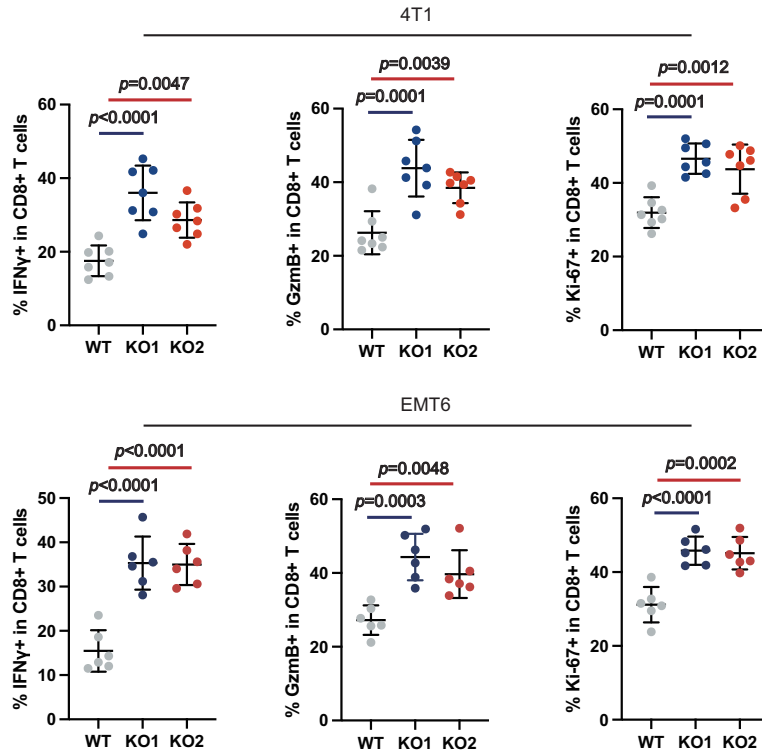 4T1
p=0.0047
p<0.0001
% IFNγ+ in CD8+ T cells
60
40
20
0
WT KO1 KO2
p=0.0039
p=0.0001
% GzmB+ in CD8+ T cells
60
40
20
0
WT KO1 KO2
p=0.0012
p=0.0001
% Ki-67+ in CD8+ T cells
60
40
20
0
WT KO1 KO2
EMT6
p<0.0001
p<0.0001
% IFNγ+ in CD8+ T cells
50
40
30
20
10
0
WT KO1 KO2
p=0.0048
p=0.0003
% GzmB+ in CD8+ T cells
60
40
20
0
WT KO1 KO2
p=0.0002
p<0.0001
% Ki-67+ in CD8+ T cells
60
40
20
0
WT KO1 KO2